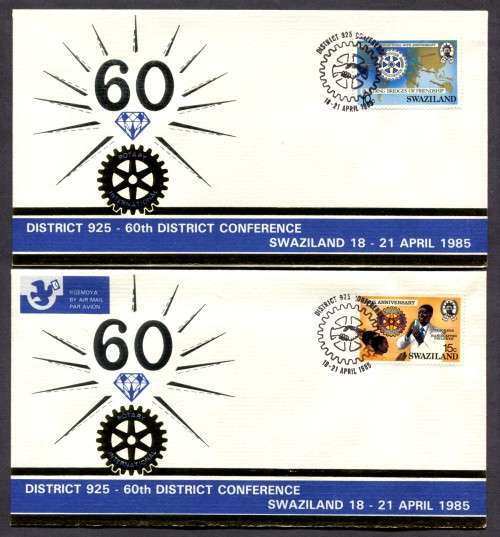 60
ROTARY
INTERNATIONAL
DISTRICT 925 CONFERENCE
18-21 APRIL 1985
ANNIVERSARY
BRIDGES OF FRIENDSHIP
SWAZILAND
DISTRICT 925 - 60th DISTRICT CONFERENCE
SWAZILAND 18 - 21 APRIL 1985
BY AIR MAIL
PAR AVION
60
ROTARY
INTERNATIONAL
DISTRICT 925
18-21 APRIL 1985
ANNIVERSARY
15c
SWAZILAND
DISTRICT 925 - 60th DISTRICT CONFERENCE
SWAZILAND 18 - 21 APRIL 1985